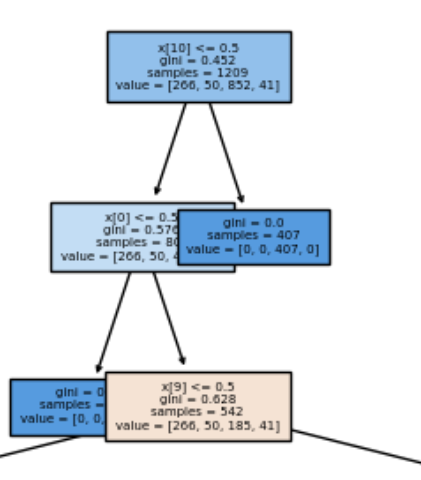 x[10] <= 0.5
gini = 0.452
samples = 1209
value = [266, 50, 852, 41]
x[0] <= 0.5
gini = 0.576
samples = 80
value = [266, 50, 4
gini = 0.0
samples = 407
value = [0, 0, 407, 0]
gini = 0
samples =
value = [0, 0,
x[9] <= 0.5
gini = 0.628
samples = 542
value = [266, 50, 185, 41]